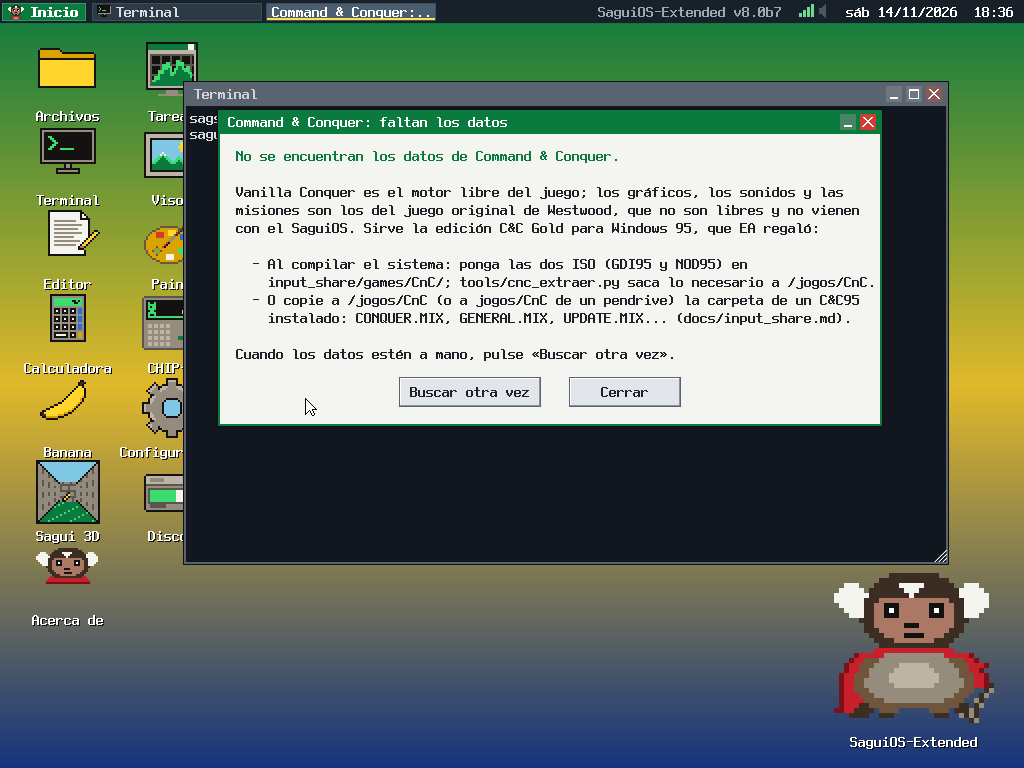 Inicio
Terminal
Command & Conquer:..
SaguiOS-Extended v8.0b7
sáb 14/11/2026
18:36
Archivos
Terminal
Editor
Calculadora
Banana
Sagui 3D
Acerca de
Terminal
Command & Conquer: faltan los datos
No se encuentran los datos de Command & Conquer.
Vanilla Conquer es el motor libre del juego; los gráficos, los sonidos y las
misiones son los del juego original de Westwood, que no son libres y no vienen
con el SaguiOS. Sirve la edición C&C Gold para Windows 95, que EA regaló:
- Al compilar el sistema: ponga las dos ISO (GDI95 y NOD95) en
input_share/games/CnC/; tools/cnc_extraer.py saca lo necesario a /jogos/CnC.
- O copie a /jogos/CnC (o a jogos/CnC de un pendrive) la carpeta de un C&C95
instalado: CONQUER.MIX, GENERAL.MIX, UPDATE.MIX... (docs/input_share.md).
Cuando los datos estén a mano, pulse «Buscar otra vez».
Buscar otra vez
Cerrar
SaguiOS-Extended